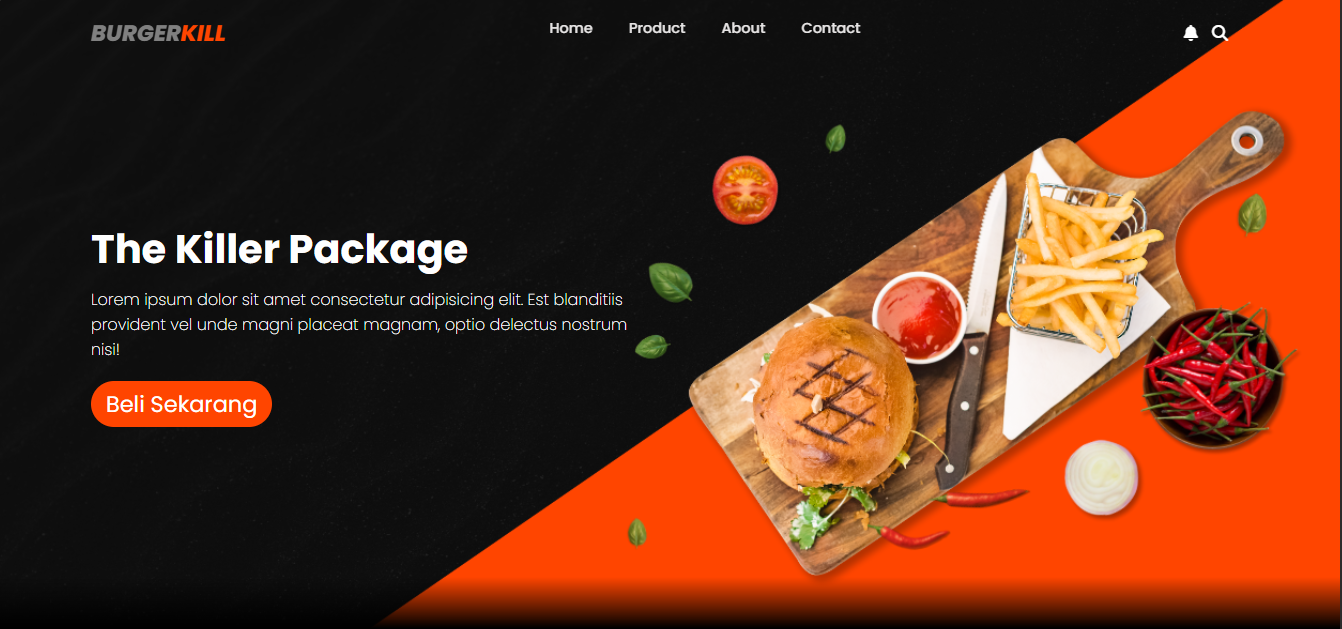 BURGERKILL
Home Product About Contact
The Killer Package
Lorem ipsum dolor sit amet consectetur adipisicing elit. Est blanditiis
provident vel unde magni placeat magnam, optio delectus nostrum
nisi!
Beli Sekarang